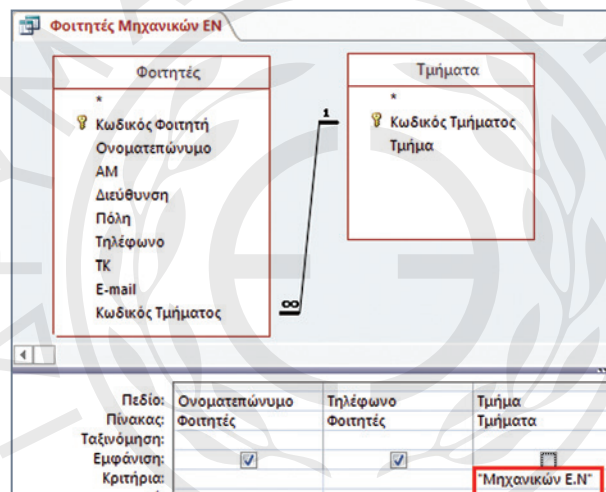 Φοιτητές Μηχανικών EN
Φοιτητές
*
Κωδικός Φοιτητή
Ονοματεπώνυμο
ΑΜ
Διεύθυνση
Πόλη
Τηλέφωνο
ΤΚ
E-mail
Κωδικός Τμήματος
1
∞
Τμήματα
*
Κωδικός Τμήματος
Τμήμα
Πεδίο: Ονοματεπώνυμο Τηλέφωνο Τμήμα
Πίνακας: Φοιτητές Φοιτητές Τμήματα
Ταξινόμηση:
Εμφάνιση:
Κριτήρια: "Μηχανικών Ε.Ν"